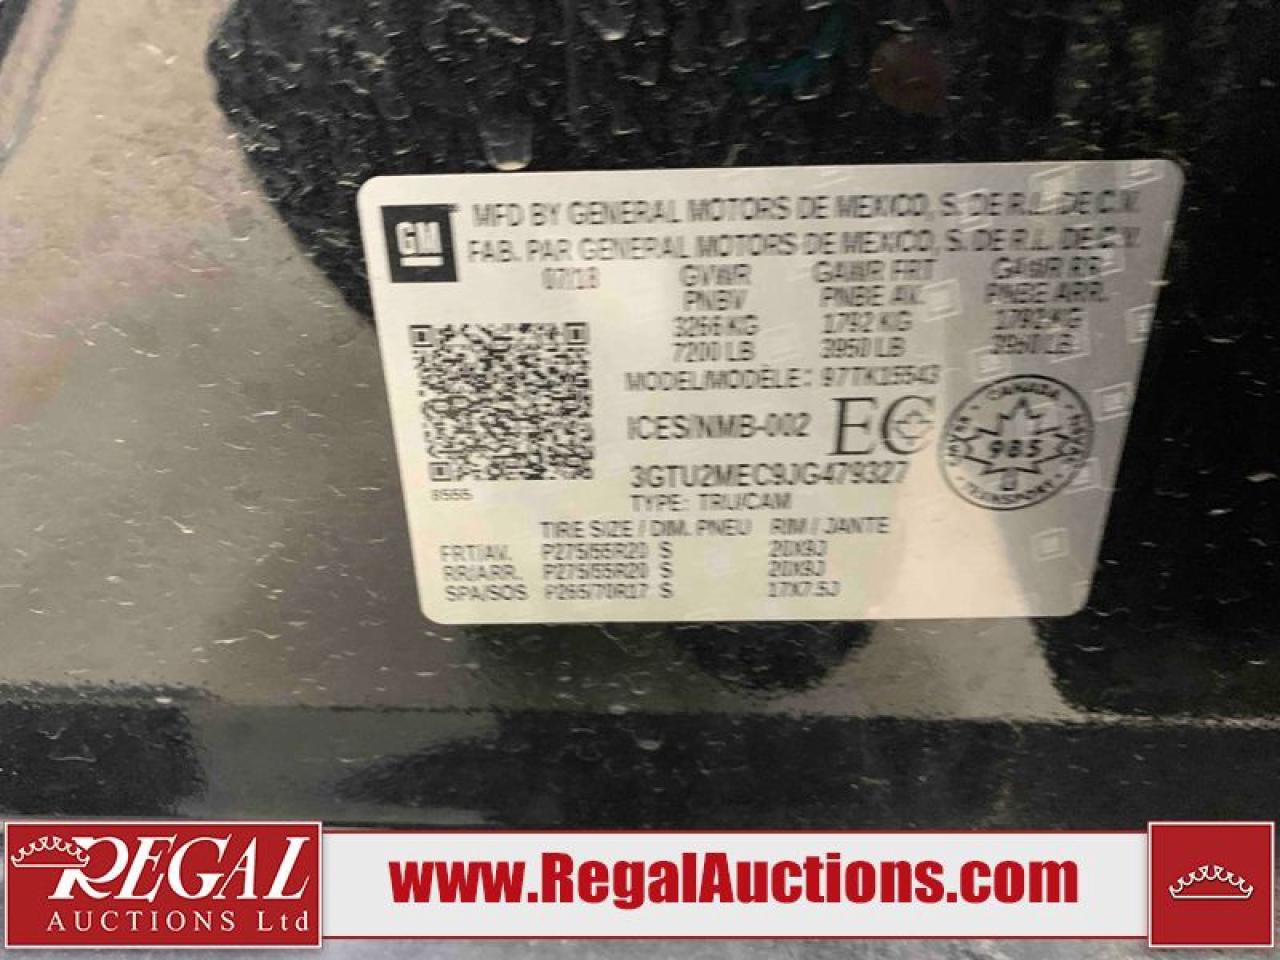 GM
MFD BY GENERAL MOTORS DE MEXICO, S. DE R.L. DE C.V.
FAB. PAR GENERAL MOTORS DE MEXICO, S. DE R.L. DE C.V.
07/18 GVWR GAWR FRT GAWR RR
PNBV PNBE AV. PNBE ARR.
3266 KG 1792 KG 1792 KG
7200 LB 3950 LB 3950 LB
MODEL/MODÈLE: 97TK15543
ICES/NMB-002 EC
CANADA
985
TRANSPORT
3GTU2MEC9JG479327
8555
TYPE: TRU/CAM
TIRE SIZE / DIM. PNEU RIM / JANTE
FRT/AV. P275/55R20 S 20X9J
RR/ARR. P275/55R20 S 20X9J
SPA/SOS P265/70R17 S 17X7.5J
REGAL
AUCTIONS Ltd
www.RegalAuctions.com